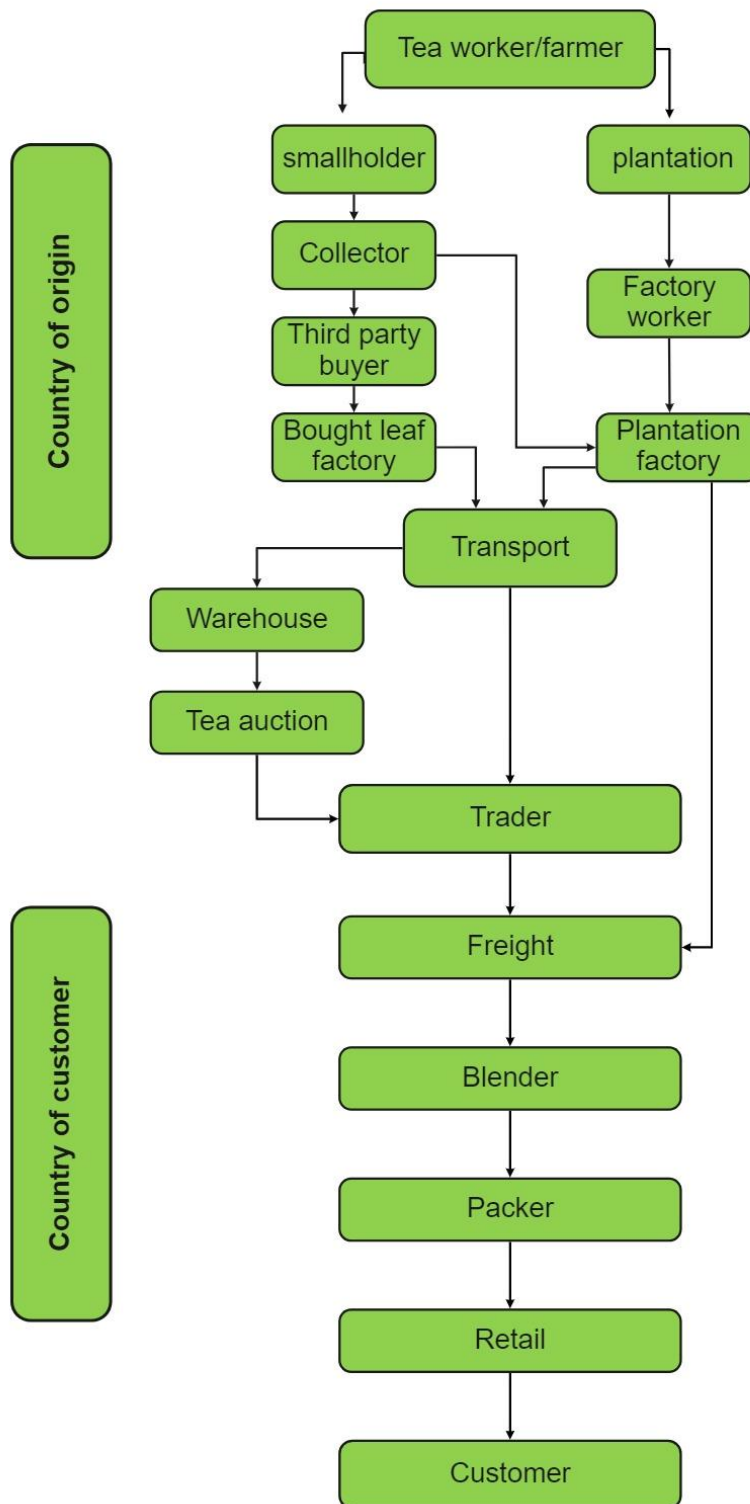 Tea worker/farmer
smallholder
plantation
Country of origin
Collector
Factory
worker
Third party
buyer
Bought leaf
factory
Plantation
factory
Transport
Warehouse
Tea auction
Trader
Country of customer
Freight
Blender
Packer
Retail
Customer